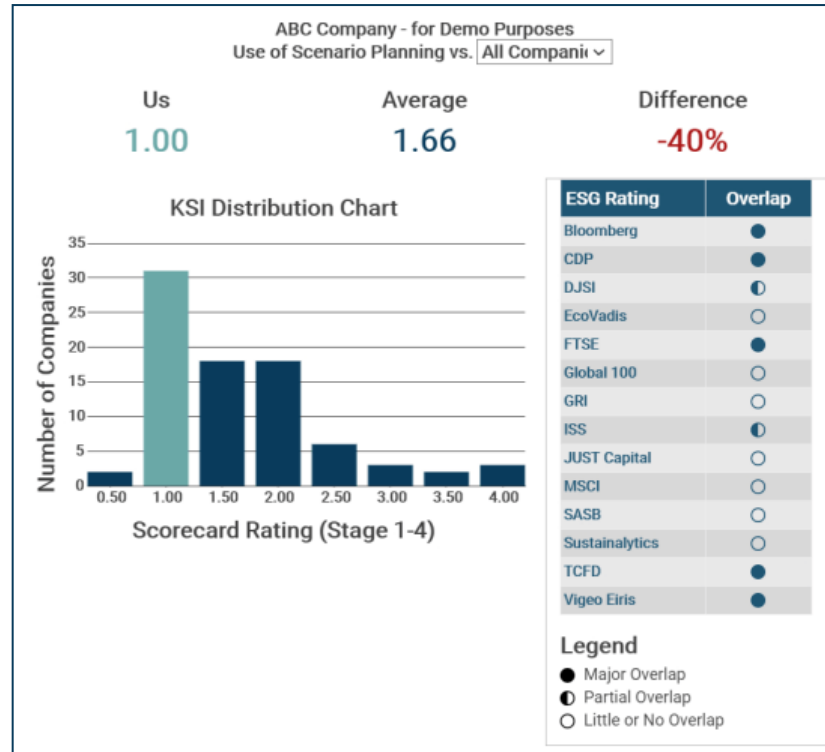 ABC Company - for Demo Purposes
Use of Scenario Planning vs. All Compani
Us Average Difference
1.00 1.66 -40%
KSI Distribution Chart
Number of Companies
35
30
25
20
15
10
5
0
0.50 1.00 1.50 2.00 2.50 3.00 3.50 4.00
Scorecard Rating (Stage 1-4)
ESG Rating Overlap
Bloomberg
CDP
DJSI
EcoVadis
FTSE
Global 100
GRI
ISS
JUST Capital
MSCI
SASB
Sustainalytics
TCFD
Vigeo Eiris
Legend
Major Overlap
Partial Overlap
Little or No Overlap